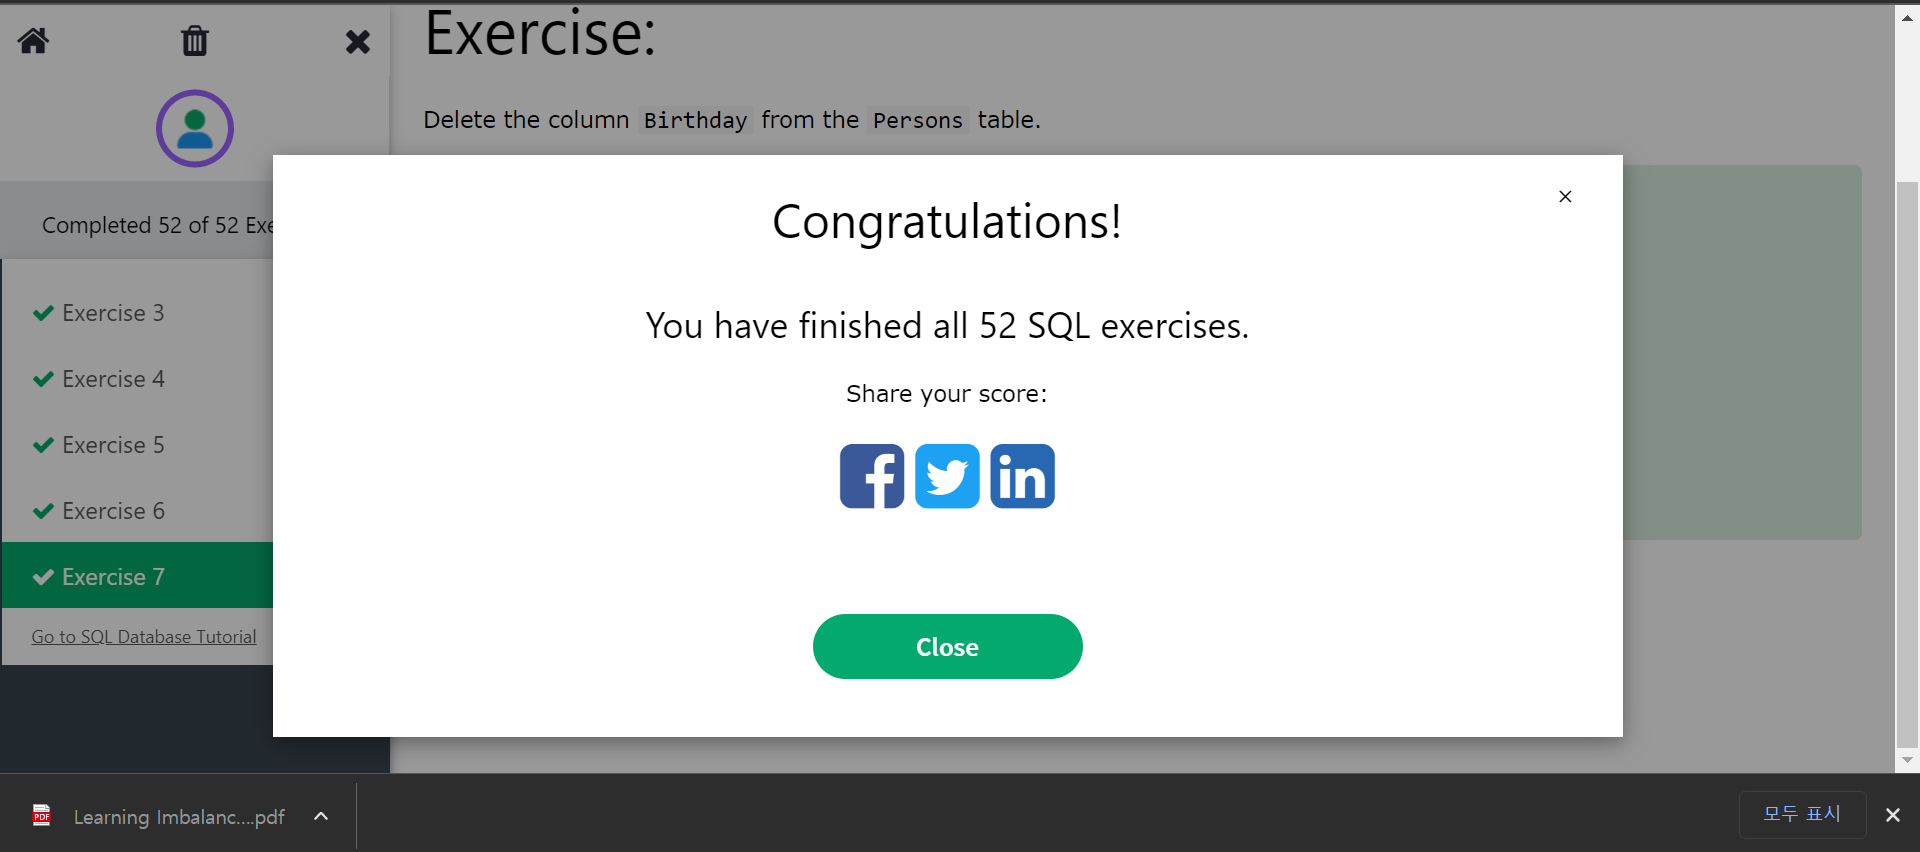 Exercise:
Delete the column Birthday from the Persons table.
Completed 52 of 52 Exe
Exercise 3
Exercise 4
Exercise 5
Exercise 6
Exercise 7
Go to SQL Database Tutorial
×
Congratulations!
You have finished all 52 SQL exercises.
Share your score:
f
in
Close
PDF
Learning Imbalanc....pdf
모두 표시